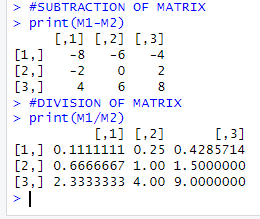 > #SUBTRACTION OF MATRIX
> print(M1-M2)
     [,1] [,2] [,3]
[1,]   -8   -6   -4
[2,]   -2    0    2
[3,]    4    6    8
> #DIVISION OF MATRIX
> print(M1/M2)
          [,1] [,2]      [,3]
[1,] 0.1111111 0.25 0.4285714
[2,] 0.6666667 1.00 1.5000000
[3,] 2.3333333 4.00 9.0000000
>